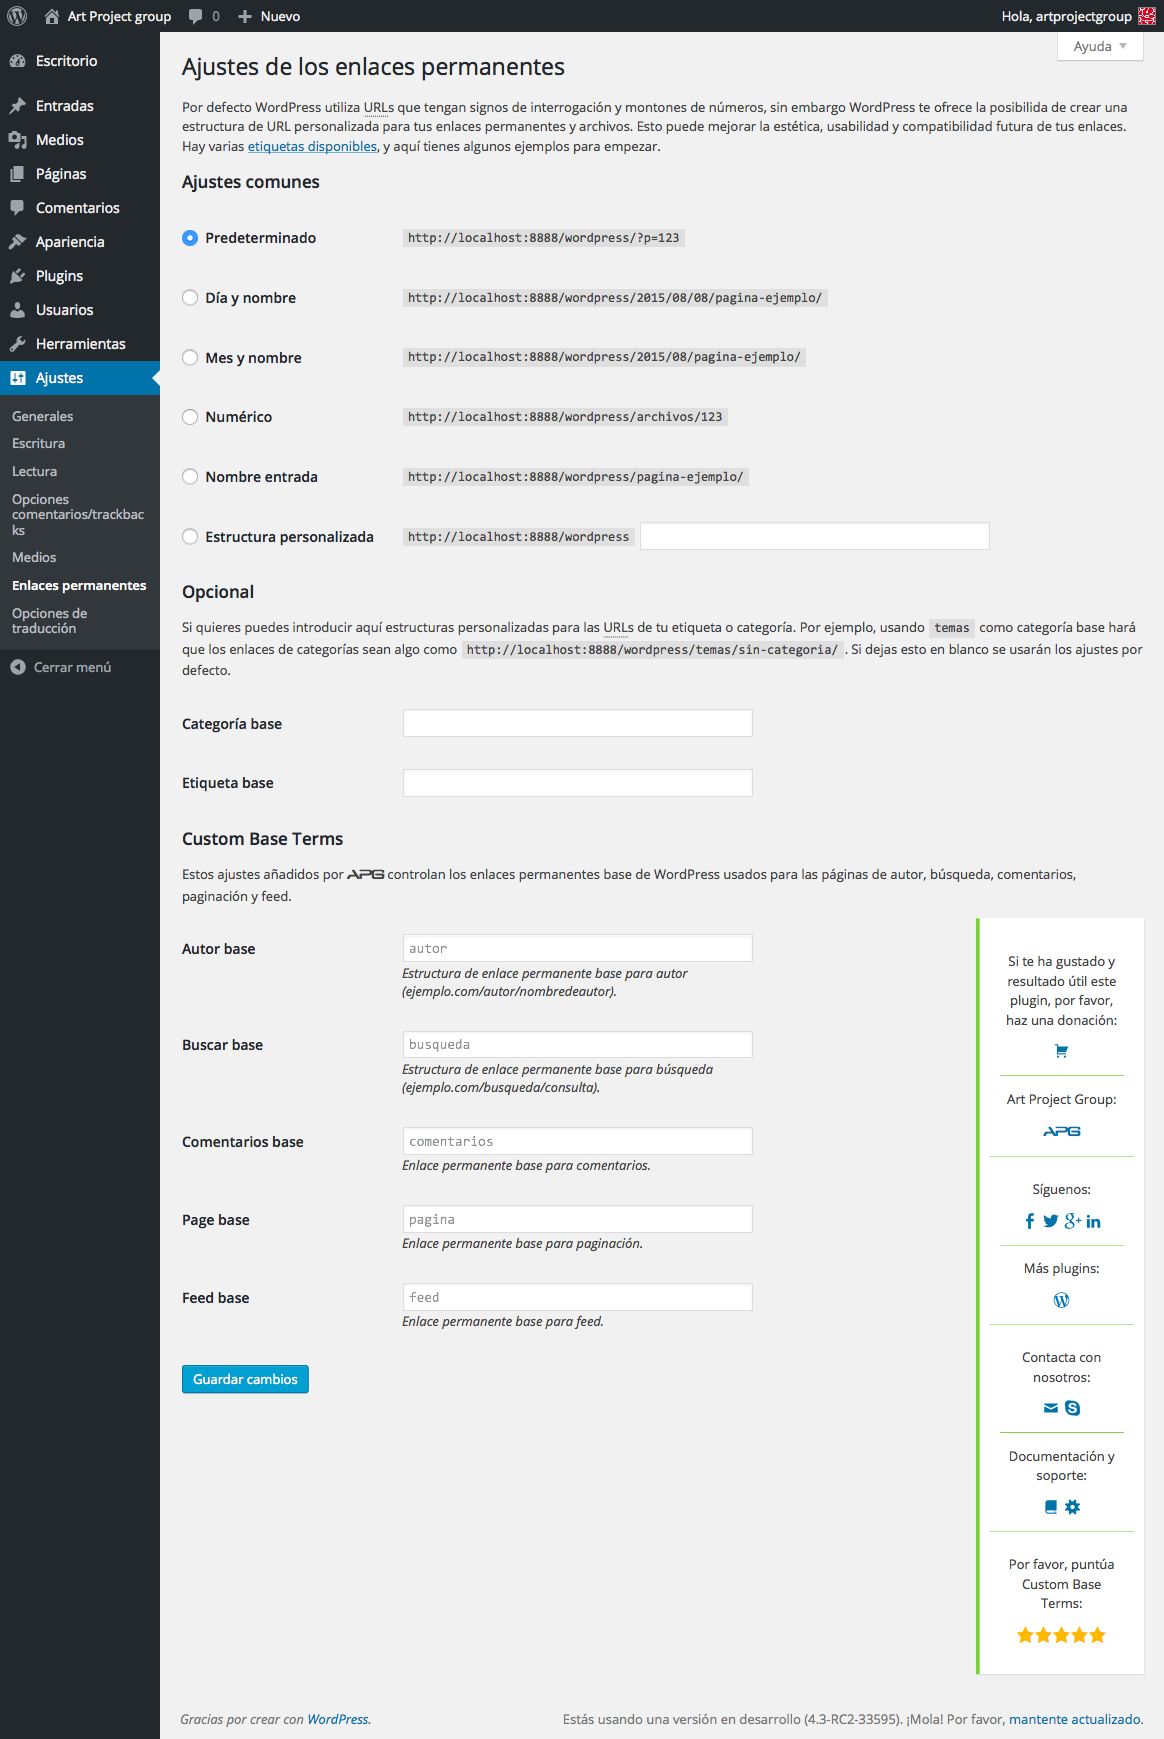 Art Project group 0 Nuevo Hola, artprojectgroup
Ayuda
Escritorio
Entradas
Medios
Páginas
Comentarios
Apariencia
Plugins
Usuarios
Herramientas
Ajustes
Generales
Escritura
Lectura
Opciones
comentarios/trackbac
ks
Medios
Enlaces permanentes
Opciones de
traducción
Cerrar menú
Ajustes de los enlaces permanentes
Por defecto WordPress utiliza URLs que tengan signos de interrogación y montones de números, sin embargo WordPress te ofrece la posibilida de crear una
estructura de URL personalizada para tus enlaces permanentes y archivos. Esto puede mejorar la estética, usabilidad y compatibilidad futura de tus enlaces.
Hay varias etiquetas disponibles, y aquí tienes algunos ejemplos para empezar.
Ajustes comunes
Predeterminado http://localhost:8888/wordpress/?p=123
Día y nombre http://localhost:8888/wordpress/2015/08/08/pagina-ejemplo/
Mes y nombre http://localhost:8888/wordpress/2015/08/pagina-ejemplo/
Numérico http://localhost:8888/wordpress/archivos/123
Nombre entrada http://localhost:8888/wordpress/pagina-ejemplo/
Estructura personalizada http://localhost:8888/wordpress
Opcional
Si quieres puedes introducir aquí estructuras personalizadas para las URLs de tu etiqueta o categoría. Por ejemplo, usando temas como categoría base hará
que los enlaces de categorías sean algo como http://localhost:8888/wordpress/temas/sin-categoria/ . Si dejas esto en blanco se usarán los ajustes por
defecto.
Categoría base
Etiqueta base
Custom Base Terms
Estos ajustes añadidos por APG controlan los enlaces permanentes base de WordPress usados para las páginas de autor, búsqueda, comentarios,
paginación y feed.
Autor base autor
Estructura de enlace permanente base para autor
(ejemplo.com/autor/nombredeautor).
Buscar base busqueda
Estructura de enlace permanente base para búsqueda
(ejemplo.com/busqueda/consulta).
Comentarios base comentarios
Enlace permanente base para comentarios.
Page base pagina
Enlace permanente base para paginación.
Feed base feed
Enlace permanente base para feed.
Guardar cambios
Si te ha gustado y
resultado útil este
plugin, por favor,
haz una donación:
Art Project Group:
APG
Síguenos:
Más plugins:
Contacta con
nosotros:
Documentación y
soporte:
Por favor, puntúa
Custom Base
Terms:
Gracias por crear con WordPress. Estás usando una versión en desarrollo (4.3-RC2-33595). ¡Mola! Por favor, mantente actualizado.